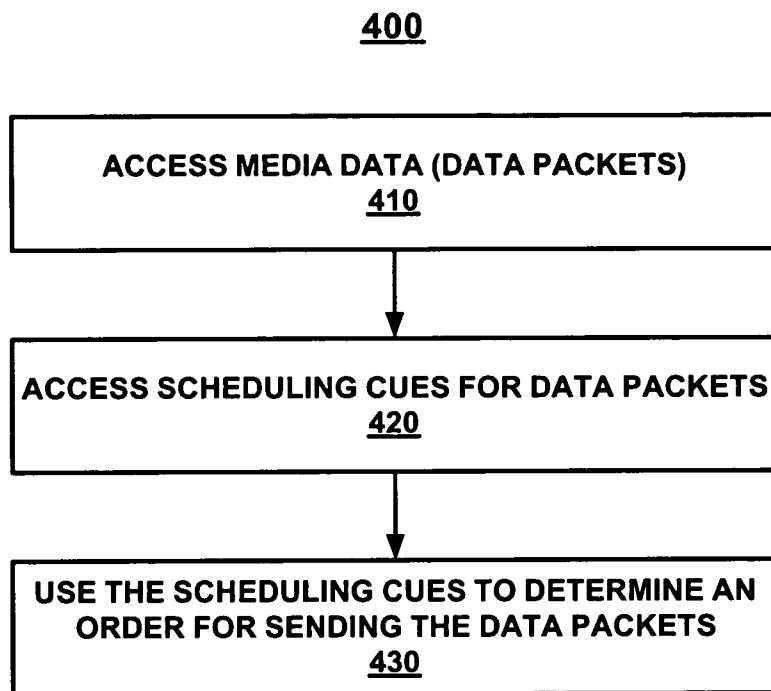 400
ACCESS MEDIA DATA (DATA PACKETS)
410
ACCESS SCHEDULING CUES FOR DATA PACKETS
420
USE THE SCHEDULING CUES TO DETERMINE AN
ORDER FOR SENDING THE DATA PACKETS
430